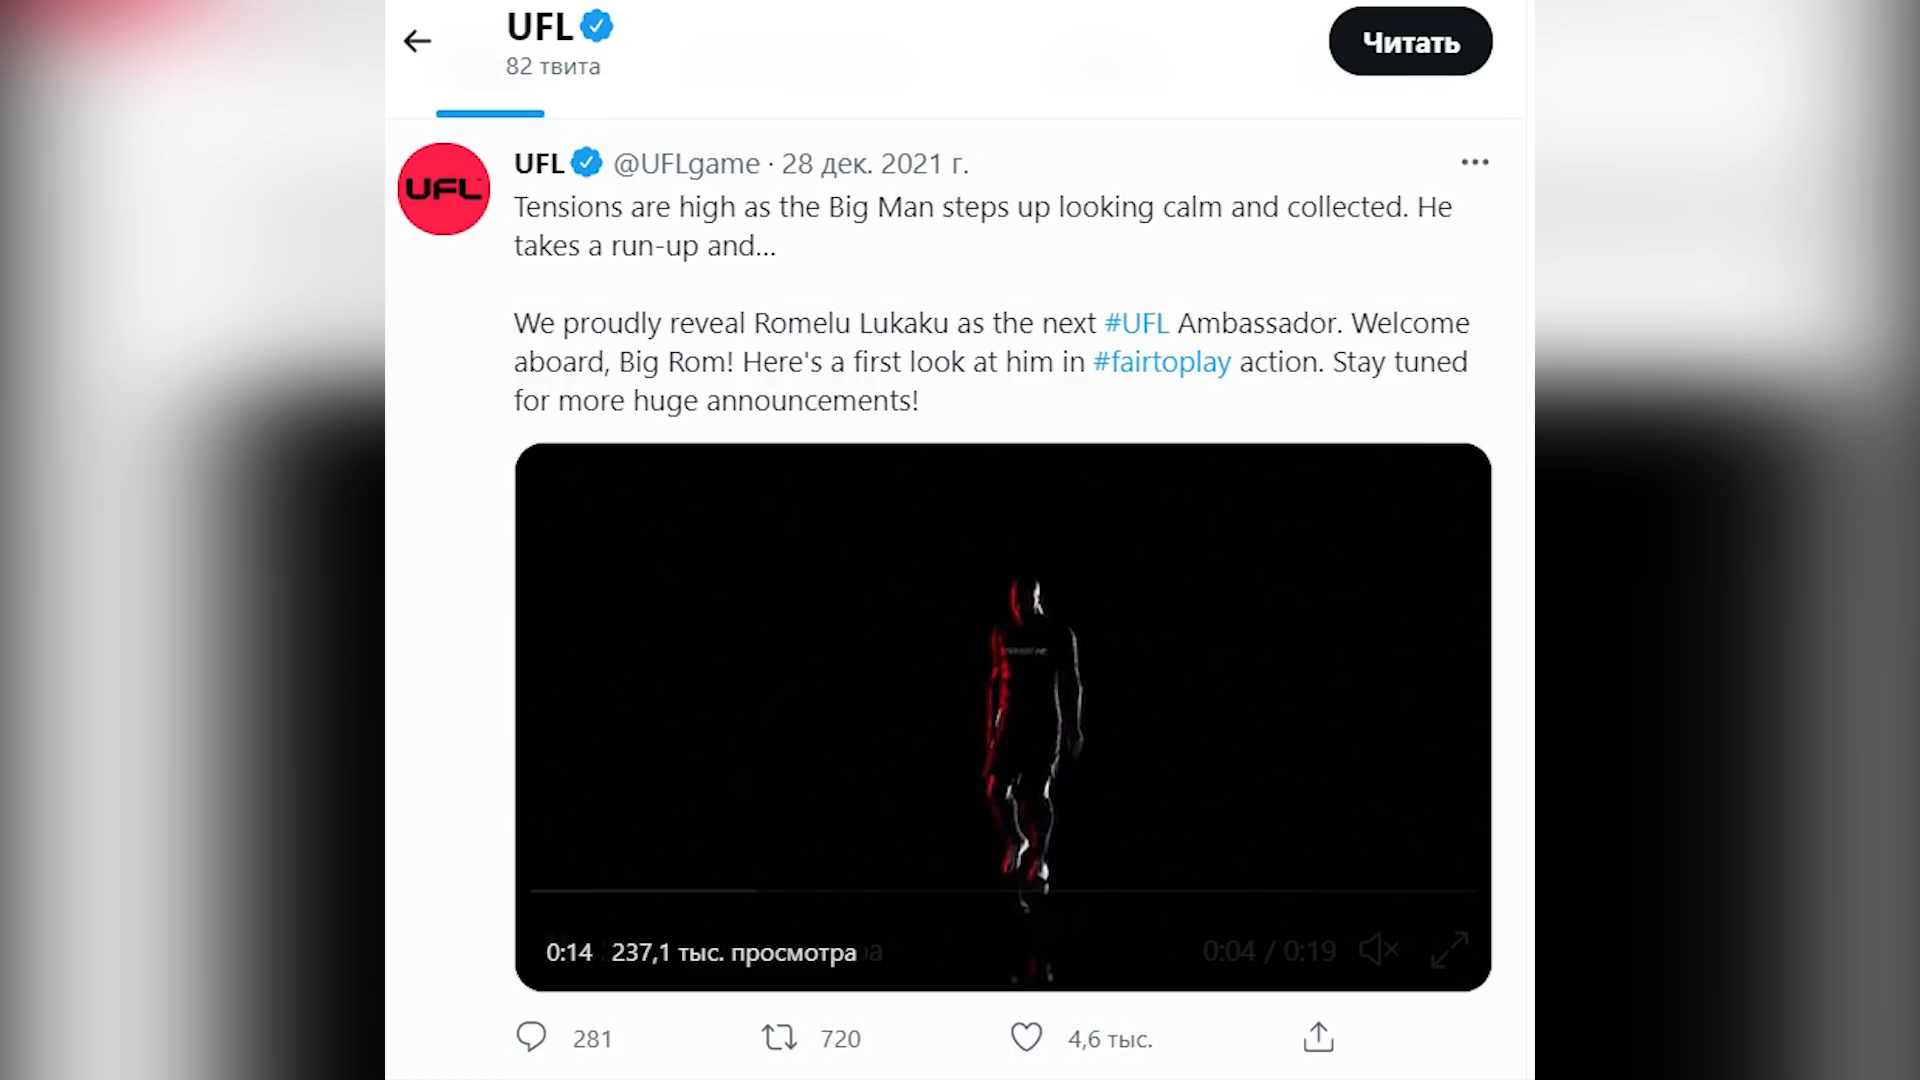 UFL
82 твита
Читать
UFL @UFLgame · 28 дек. 2021 г.
UFL
Tensions are high as the Big Man steps up looking calm and collected. He
takes a run-up and...
We proudly reveal Romelu Lukaku as the next #UFL Ambassador. Welcome
aboard, Big Rom! Here's a first look at him in #fairtoplay action. Stay tuned
for more huge announcements!
0:14 237,1 тыс. просмотра
0:04 / 0:19
281
720
4,6 тыс.